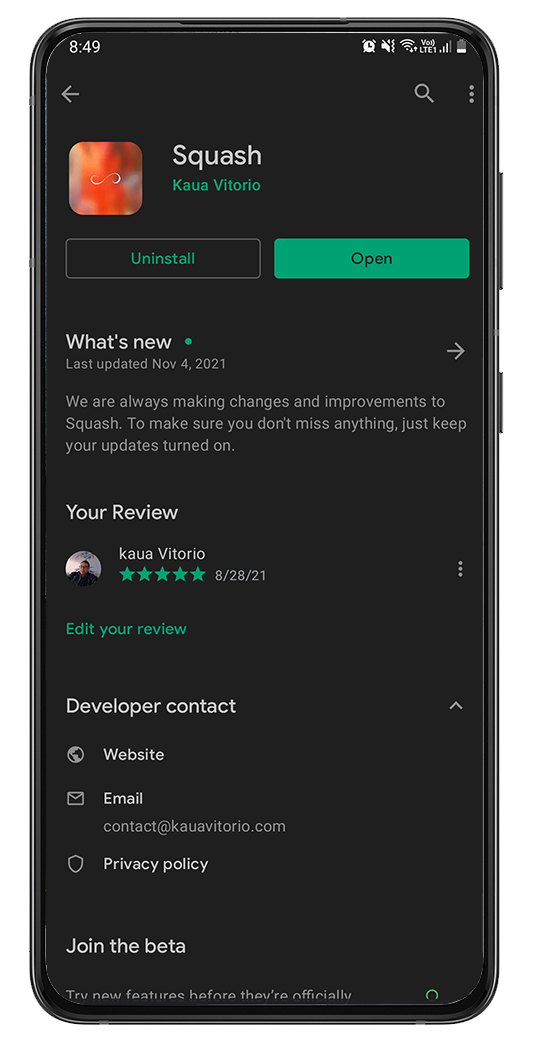 8:49
Vo)) LTE1
Squash
Kaua Vitorio
Uninstall
Open
What's new
Last updated Nov 4, 2021
We are always making changes and improvements to
Squash. To make sure you don't miss anything, just keep
your updates turned on.
Your Review
kaua Vitorio
8/28/21
Edit your review
Developer contact
Website
Email
contact@kauavitorio.com
Privacy policy
Join the beta
Try new features before they're officially